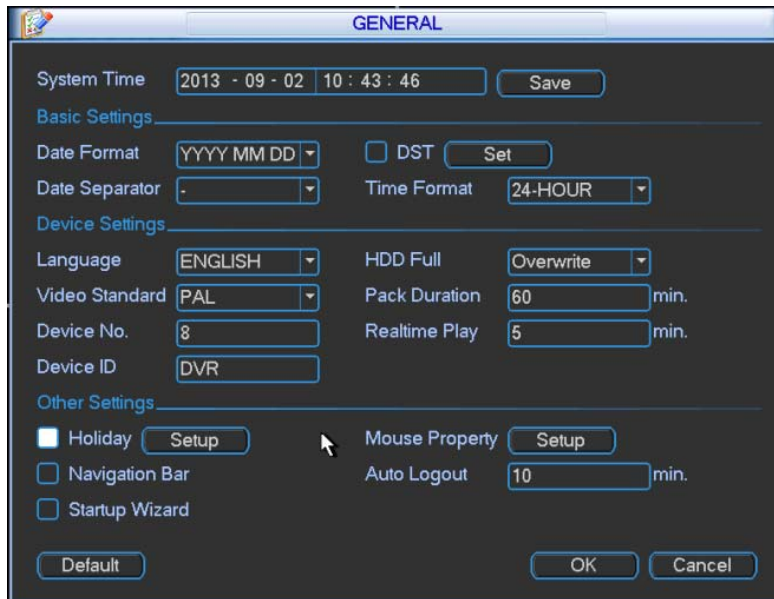 GENERAL
System Time 2013 - 09 - 02 10 : 43 : 46 Save
Basic Settings
Date Format YYYY MM DD DST Set
Date Separator - Time Format 24-HOUR
Device Settings
Language ENGLISH HDD Full Overwrite
Video Standard PAL Pack Duration 60 min.
Device No. 8 Realtime Play 5 min.
Device ID DVR
Other Settings
Holiday Setup Mouse Property Setup
Navigation Bar Auto Logout 10 min.
Startup Wizard
Default OK Cancel